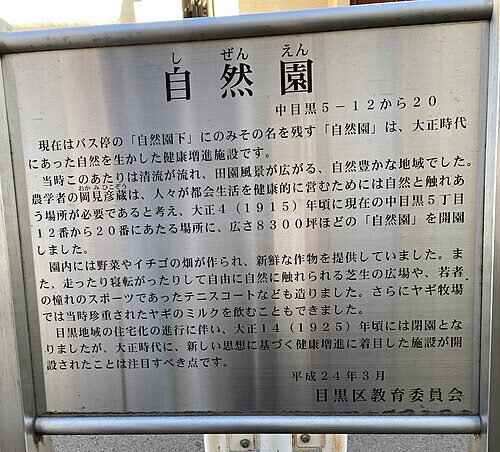 し ぜん えん
自然園
中目黒5－12から20
現在はバス停の「自然園下」にのみその名を残す「自然園」は、大正時代
にあった自然を生かした健康増進施設です。
当時このあたりは清流が流れ、田園風景が広がる、自然豊かな地域でした。
おかみひこぞう
農学者の岡見彦蔵は、人々が都会生活を健康的に営むためには自然と触れあ
う場所が必要であると考え、大正4（1915）年頃に現在の中目黒5丁目
12番から20番にあたる場所に、広さ8300坪ほどの「自然園」を開園
しました。
園内には野菜やイチゴの畑が作られ、新鮮な作物を提供していました。ま
た、走ったり寝転がったりして自由に自然に触れられる芝生の広場や、若者
の憧れのスポーツであったテニスコートなども造りました。さらにヤギ牧場
では当時珍重されたヤギのミルクを飲むこともできました。
目黒地域の住宅化の進行に伴い、大正14（1925）年頃には閉園とな
りましたが、大正時代に、新しい思想に基づく健康増進に着目した施設が開
設されたことは注目すべき点です。
平成24年3月
目黒区教育委員会